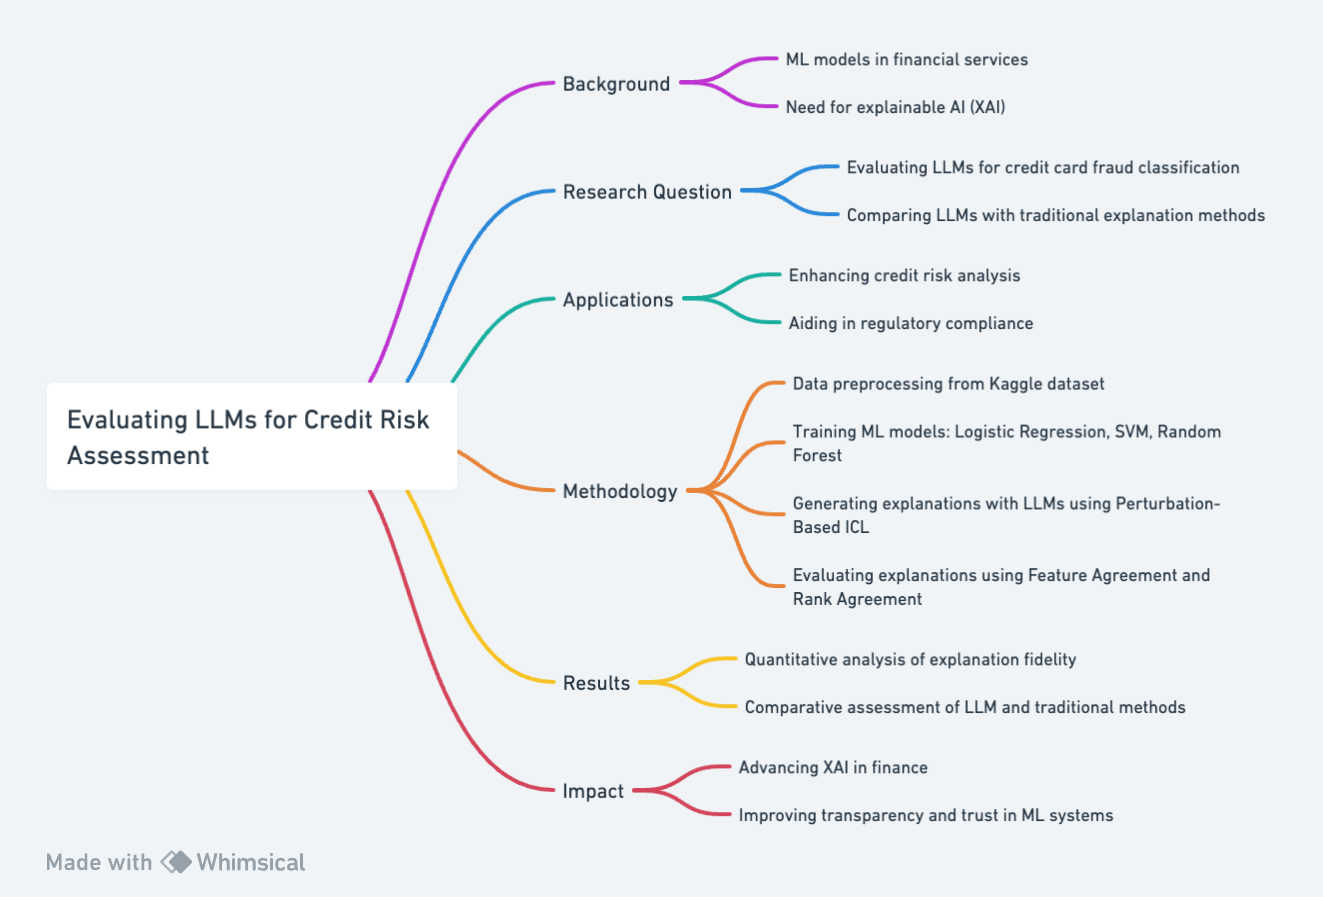 Background
ML models in financial services
Need for explainable AI (XAI)
Research Question
Evaluating LLMs for credit card fraud classification
Comparing LLMs with traditional explanation methods
Applications
Enhancing credit risk analysis
Aiding in regulatory compliance
Evaluating LLMs for Credit Risk
Assessment
Methodology
Data preprocessing from Kaggle dataset
Training ML models: Logistic Regression, SVM, Random
Forest
Generating explanations with LLMs using Perturbation-
Based ICL
Evaluating explanations using Feature Agreement and
Rank Agreement
Results
Quantitative analysis of explanation fidelity
Comparative assessment of LLM and traditional methods
Impact
Advancing XAI in finance
Improving transparency and trust in ML systems
Made with Whimsical